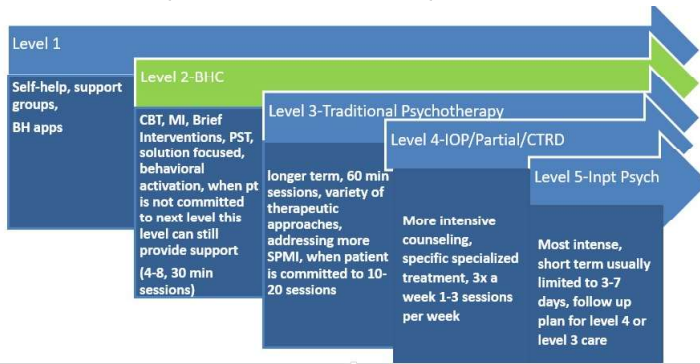 Level 1
Self-help, support
groups,
BH apps
Level 2-BHC
CBT, MI, Brief
Interventions, PST,
solution focused,
behavioral
activation, when pt
is not committed
to next level this
level can still
provide support
(4-8, 30 min
sessions)
Level 3-Traditional Psychotherapy
longer term, 60 min
sessions, variety of
therapeutic
approaches,
addressing more
SPMI, when patient
is committed to 10-
20 sessions
Level 4-IOP/Partial/CTRD
More intensive
counseling,
specific specialized
treatment, 3x a
week 1-3 sessions
per week
Level 5-Inpt Psych
Most intense,
short term usually
limited to 3-7
days, follow up
plan for level 4 or
level 3 care